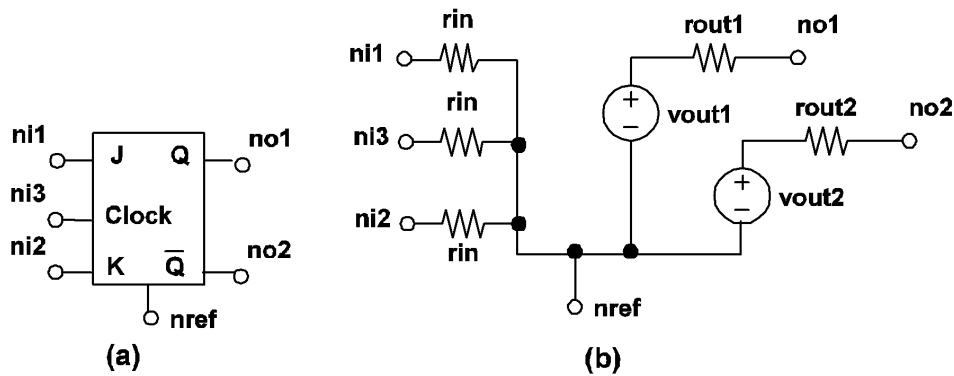 ni1
J
Q
no1
ni3
Clock
ni2
K
Q̅
no2
nref
(a)
rin
ni1
rin
ni3
ni2
rin
rout1
no1
+
−
vout1
rout2
no2
+
−
vout2
nref
(b)